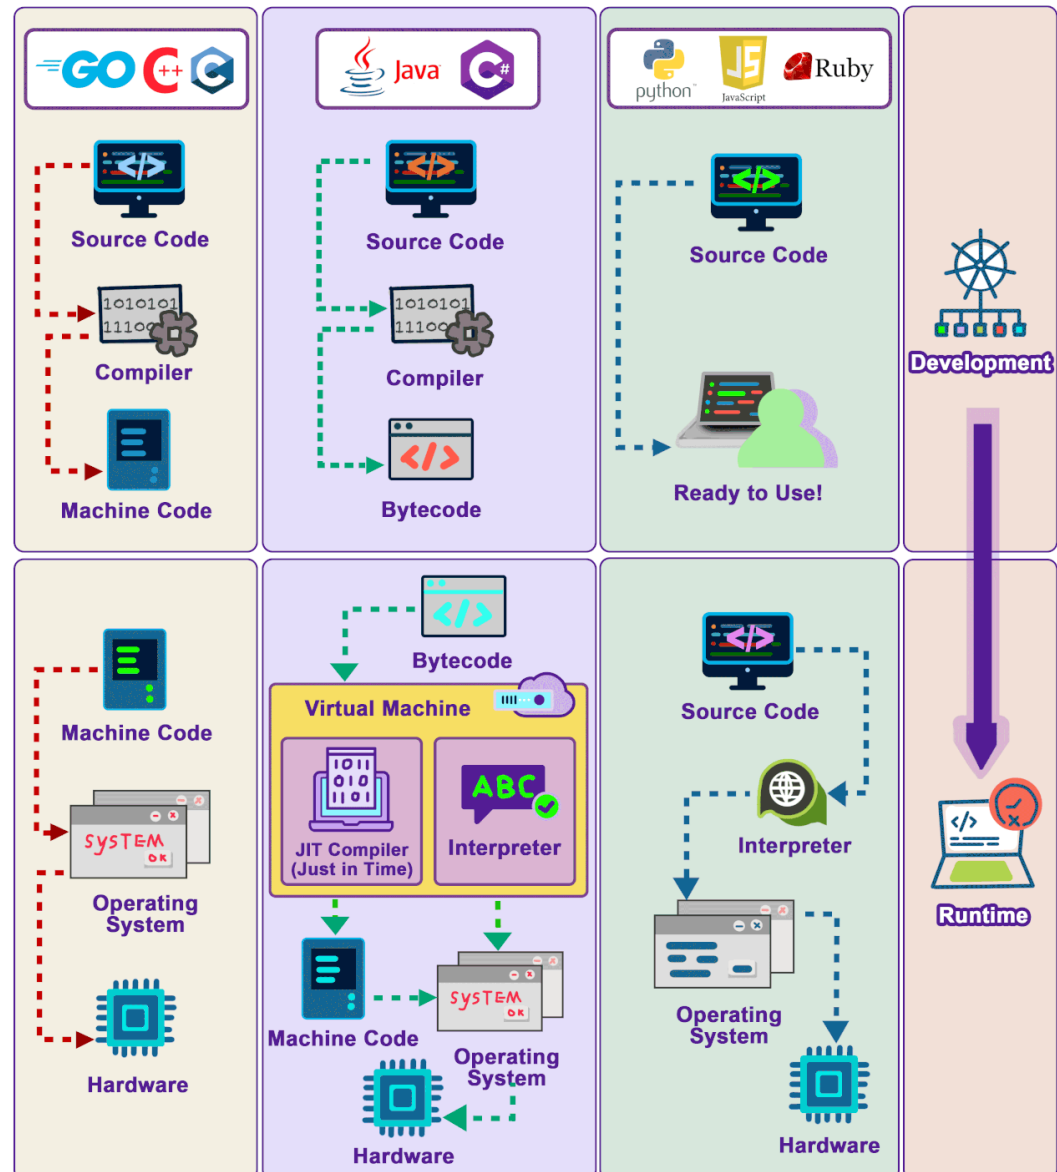 GO
C++
C
Source Code
1010101
11100
Compiler
Machine Code
Java
C#
</>
Source Code
1010101
11100
Compiler
</>
Bytecode
python™
JS
JavaScript
Ruby
</>
Source Code
Ready to Use!
Development
Machine Code
SYSTEM
OK
Operating
System
Hardware
</>
Bytecode
Virtual Machine
1011
010
1101
JIT Compiler
(Just in Time)
ABC
Interpreter
Machine Code
SYSTEM
OK
Operating
System
Hardware
</>
Source Code
Interpreter
Operating
System
Hardware
</>
Runtime